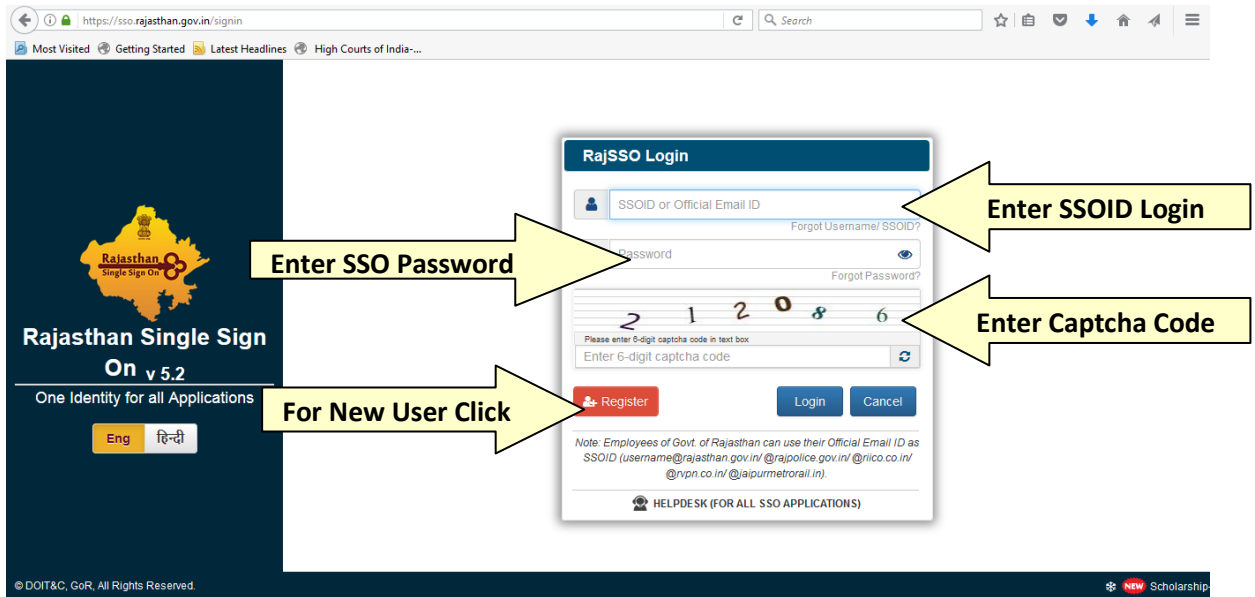 https://sso.rajasthan.gov.in/signin
Search
Most Visited Getting Started Latest Headlines High Courts of India-...
RajSSO Login
SSOID or Official Email ID
Enter SSOID Login
Forgot Username/ SSOID?
Enter SSO Password
Password
Forgot Password?
2 1 2 0 8 6
Enter Captcha Code
Please enter 6-digit captcha code in text box
Enter 6-digit captcha code
Rajasthan
Single Sign On
Rajasthan Single Sign
On v 5.2
One Identity for all Applications
Eng हिन्दी
For New User Click
Register Login Cancel
Note: Employees of Govt. of Rajasthan can use their Official Email ID as
SSOID (username@rajasthan.gov.in/ @rajpolice.gov.in/ @riico.co.in/
@rvpn.co.in/ @jaipurmetrorail.in).
HELPDESK (FOR ALL SSO APPLICATIONS)
© DOIT&C, GoR, All Rights Reserved.
NEW Scholarship-